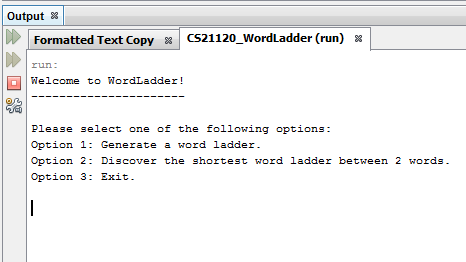 Output
Formatted Text Copy CS21120_WordLadder (run)
run:
Welcome to WordLadder!
----------------------
Please select one of the following options:
Option 1: Generate a word ladder.
Option 2: Discover the shortest word ladder between 2 words.
Option 3: Exit.